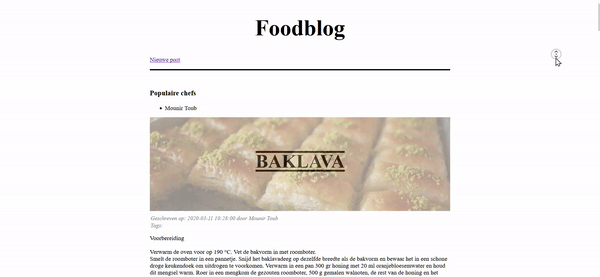 Foodblog
Nieuwe post
Populaire chefs
Mounir Toub
BAKLAVA
Geschreven op: 2020-03-21 18:28:00 door Mounir Toub
Tags:
Voorbereiding
Verwarm de oven voor op 190 °C. Vet de bakvorm in met roomboter.
Smelt de roomboter in een pannetje. Snijd het baklavadeeg op dezelfde breedte als de bakvorm en bewaar het in een schone
droge keukendoek om uitdrogen te voorkomen. Verwarm in een pan 300 gr honing met 20 ml oranjebloesemwater en houd
dit mengsel warm. Roer in een mengkom de gezouten roomboter, 500 g gemalen walnoten, de rest van de honing en het